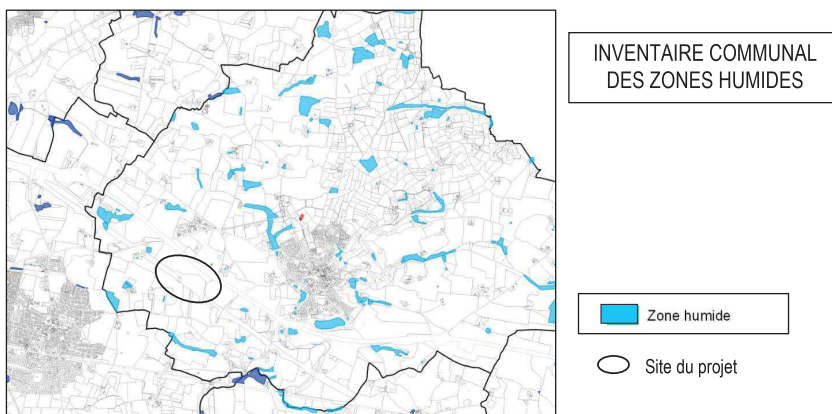 INVENTAIRE COMMUNAL
DES ZONES HUMIDES
Zone humide
Site du projet